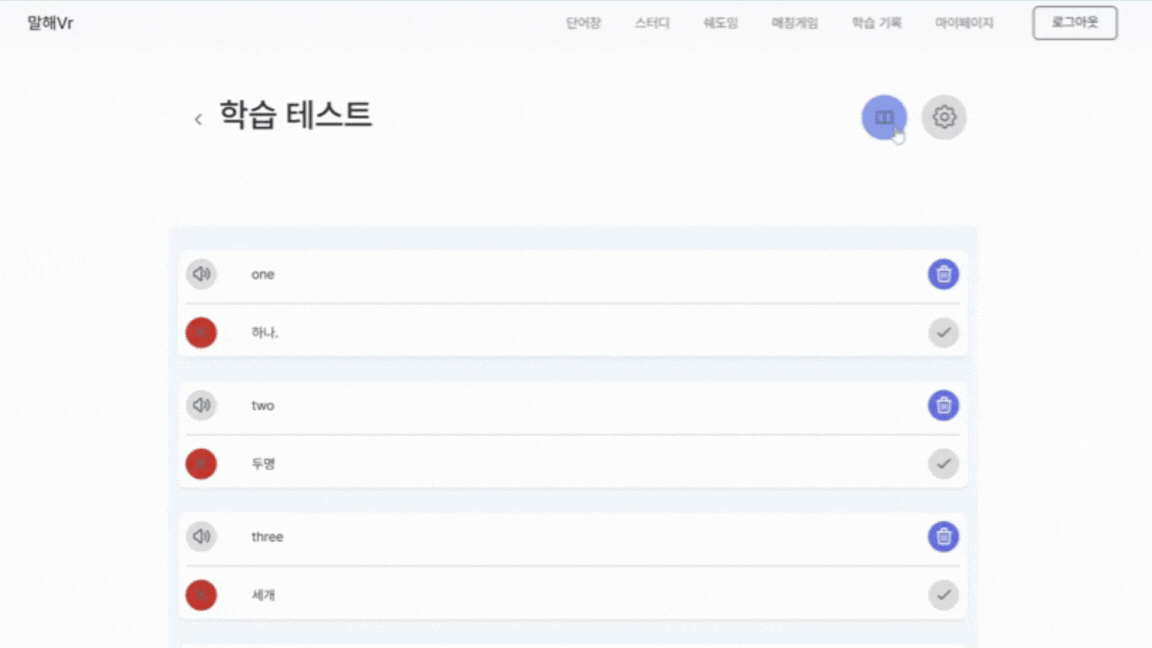 말해Vr 단어장 스터디 쉐도잉 매칭게임 학습 기록 마이페이지 로그아웃
학습 테스트
one
하나.
two
두명
three
세개